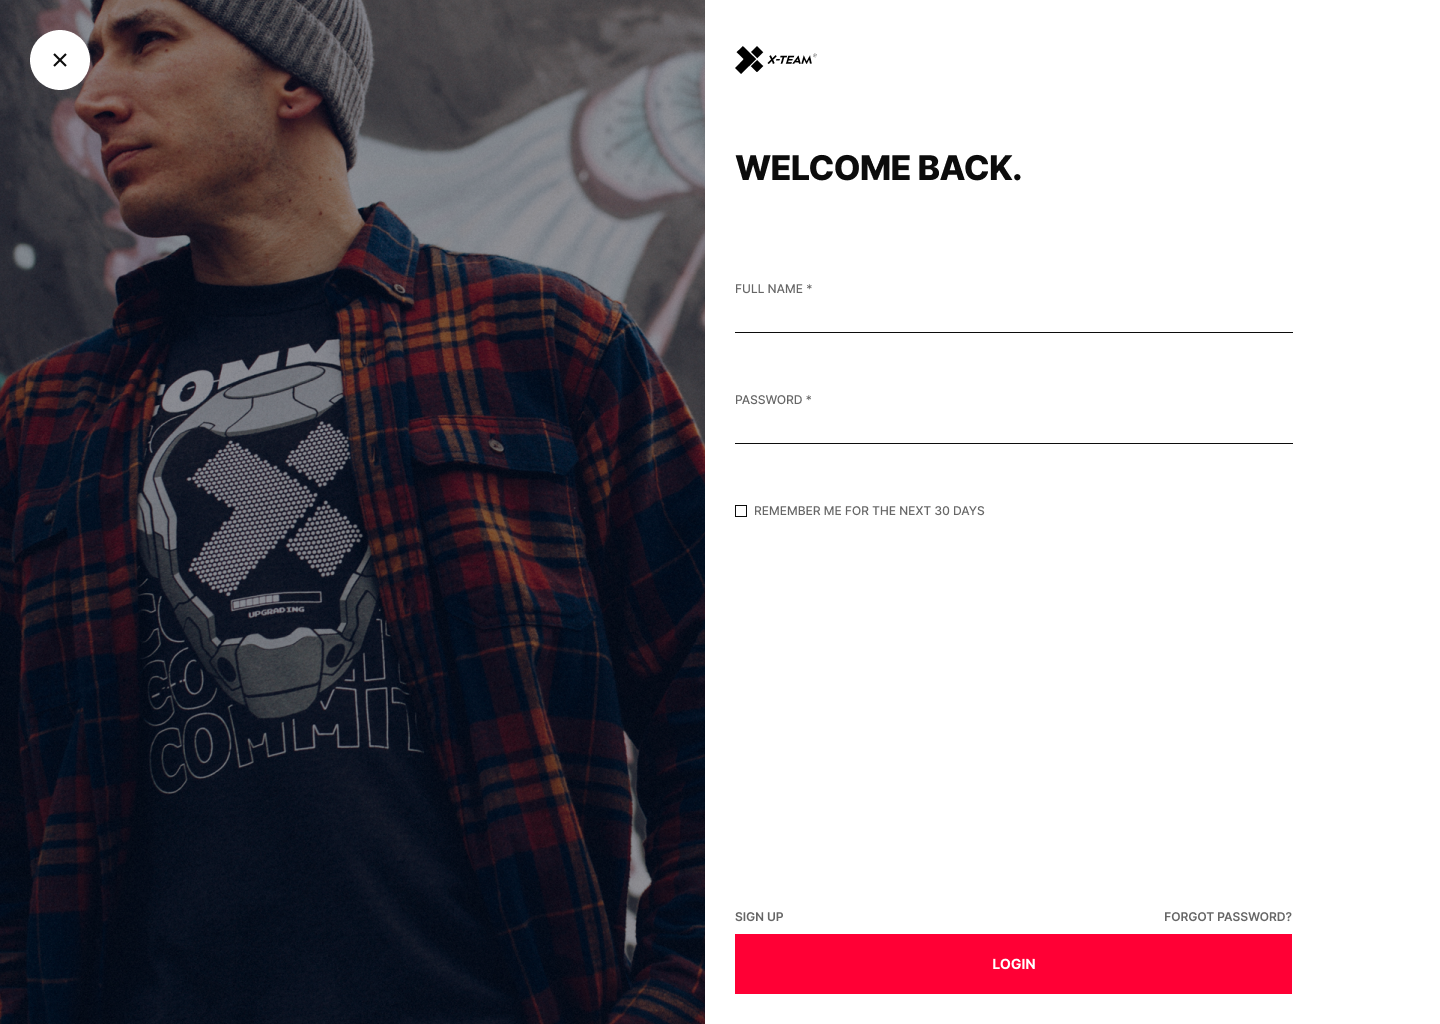 X-TEAM®
WELCOME BACK.
FULL NAME *
PASSWORD *
REMEMBER ME FOR THE NEXT 30 DAYS
SIGN UP
FORGOT PASSWORD?
LOGIN
COMM
UPGRADING
CO
COMMIT
COMMIT